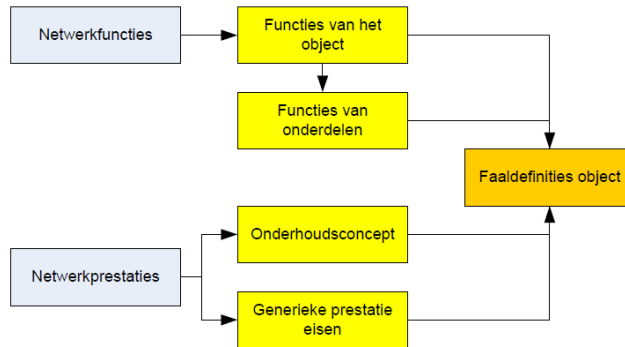 Netwerkfuncties
Functies van het
object
Functies van
onderdelen
Faaldefinities object
Onderhoudsconcept
Netwerkprestaties
Generieke prestatie
eisen